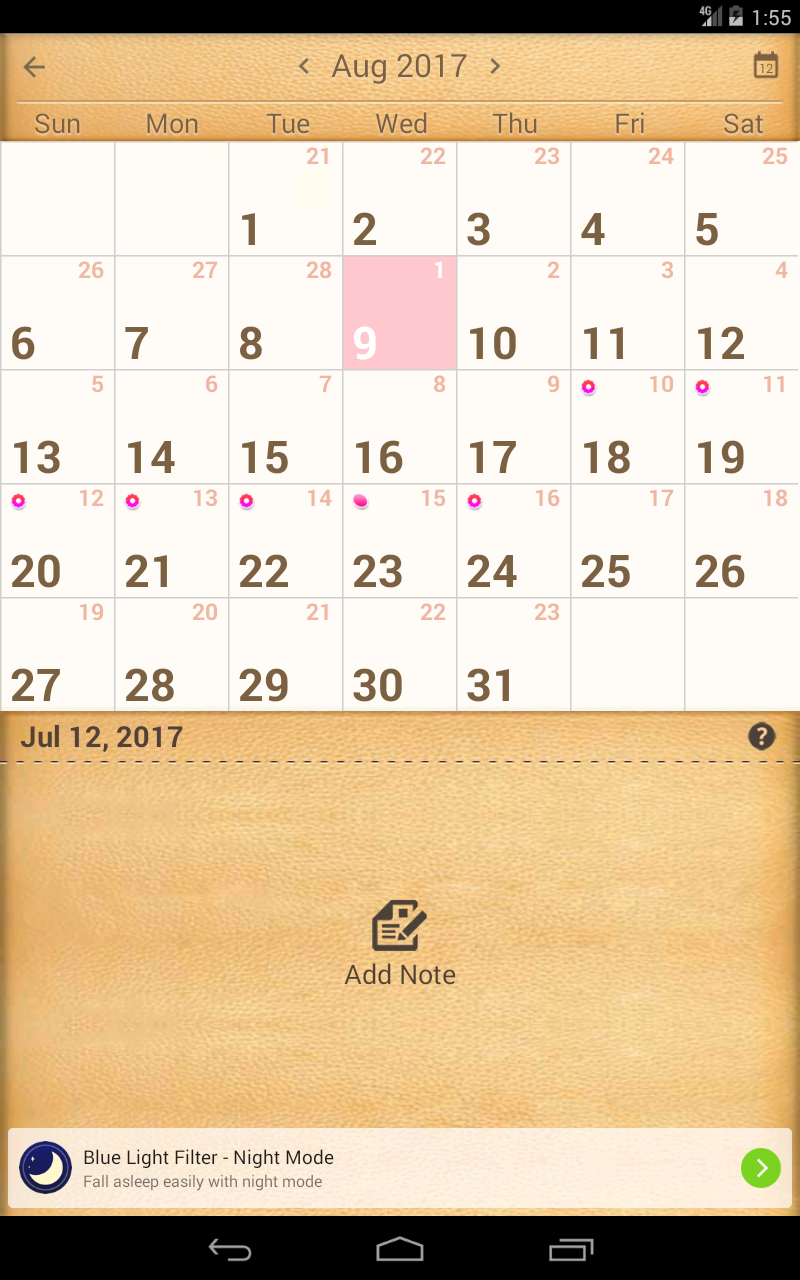 4G 1:55
Aug 2017 12
Sun Mon Tue Wed Thu Fri Sat
21 22 23 24 25
1 2 3 4 5
26 27 28 1 2 3 4
6 7 8 9 10 11 12
5 6 7 8 9 10 11
13 14 15 16 17 18 19
12 13 14 15 16 17 18
20 21 22 23 24 25 26
19 20 21 22 23
27 28 29 30 31
Jul 12, 2017 ?
Add Note
Blue Light Filter - Night Mode
Fall asleep easily with night mode